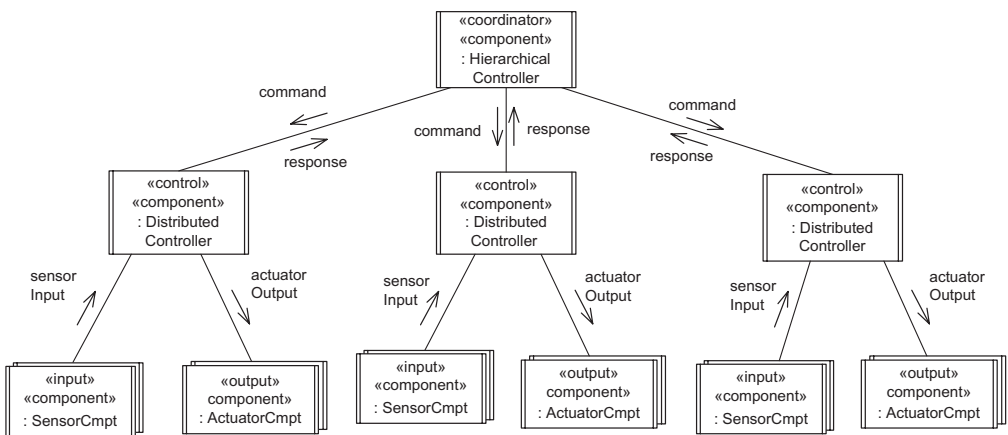 «coordinator»
«component»
: Hierarchical
Controller
command
response
command
response
command
response
«control»
«component»
: Distributed
Controller
«control»
«component»
: Distributed
Controller
«control»
«component»
: Distributed
Controller
sensor
Input
actuator
Output
sensor
Input
actuator
Output
sensor
Input
actuator
Output
«input»
«component»
: SensorCmpt
«output»
component»
: ActuatorCmpt
«input»
«component»
: SensorCmpt
«output»
component»
: ActuatorCmpt
«input»
«component»
: SensorCmpt
«output»
component»
: ActuatorCmpt